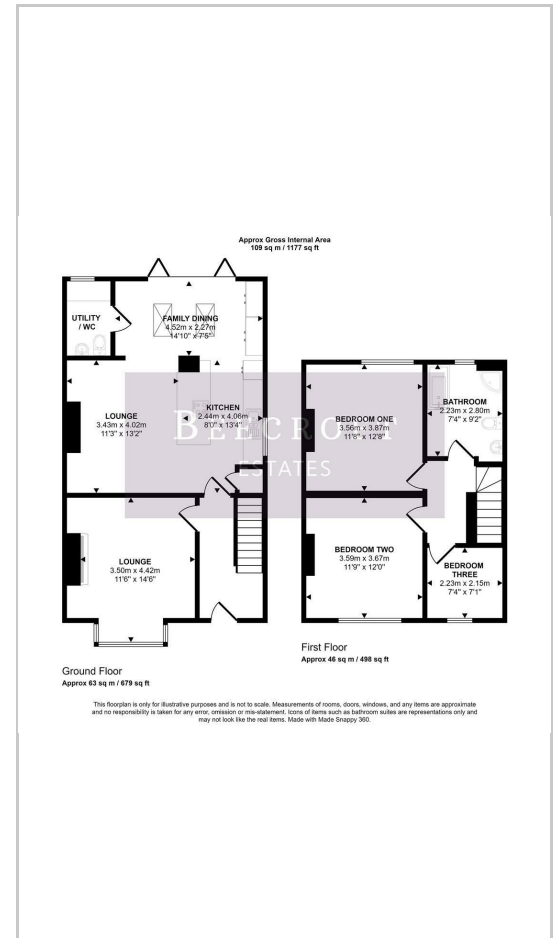 Approx Gross Internal Area
109 sq m / 1177 sq ft
UTILITY
/ WC
FAMILY DINING
4.52m x 2.27m
14'10" x 7'5"
LOUNGE
3.43m x 4.02m
11'3" x 13'2"
KITCHEN
2.44m x 4.06m
8'0" x 13'4"
LOUNGE
3.50m x 4.42m
11'6" x 14'6"
Ground Floor
Approx 63 sq m / 679 sq ft
BEDROOM ONE
3.56m x 3.87m
11'8" x 12'8"
BATHROOM
2.23m x 2.80m
7'4" x 9'2"
BEDROOM TWO
3.59m x 3.67m
11'9" x 12'0"
BEDROOM
THREE
2.23m x 2.15m
7'4" x 7'1"
First Floor
Approx 46 sq m / 498 sq ft
BEECROFT
ESTATES
This floorplan is only for illustrative purposes and is not to scale. Measurements of rooms, doors, windows, and any items are approximate
and no responsibility is taken for any error, omission or mis-statement. Icons of items such as bathroom suites are representations only and
may not look like the real items. Made with Made Snappy 360.